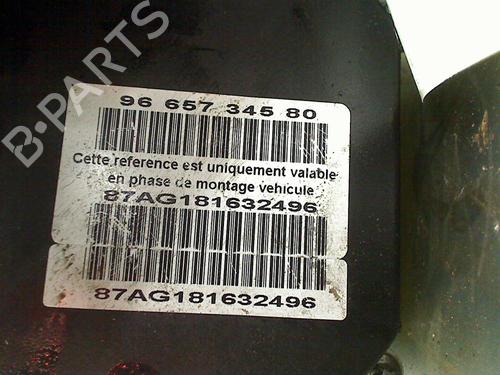 B-PARTS
96 657 345 80
Cette reference est uniquement valable
en phase de montage vehicule
87AG181632496
87AG181632496